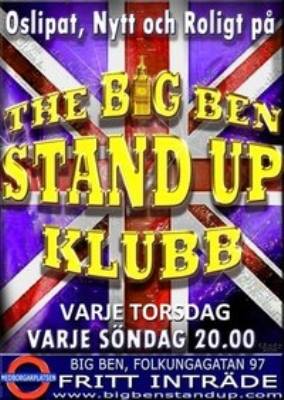 Oslipat, Nytt och Roligt på
THE BIG BEN
STAND UP
KLUBB
VARJE TORSDAG
VARJE SÖNDAG 20.00
BIG BEN, FOLKUNGAGATAN 97
MEDBORGARPLATSEN
FRITT INTRÄDE
www.bigbenstandup.com